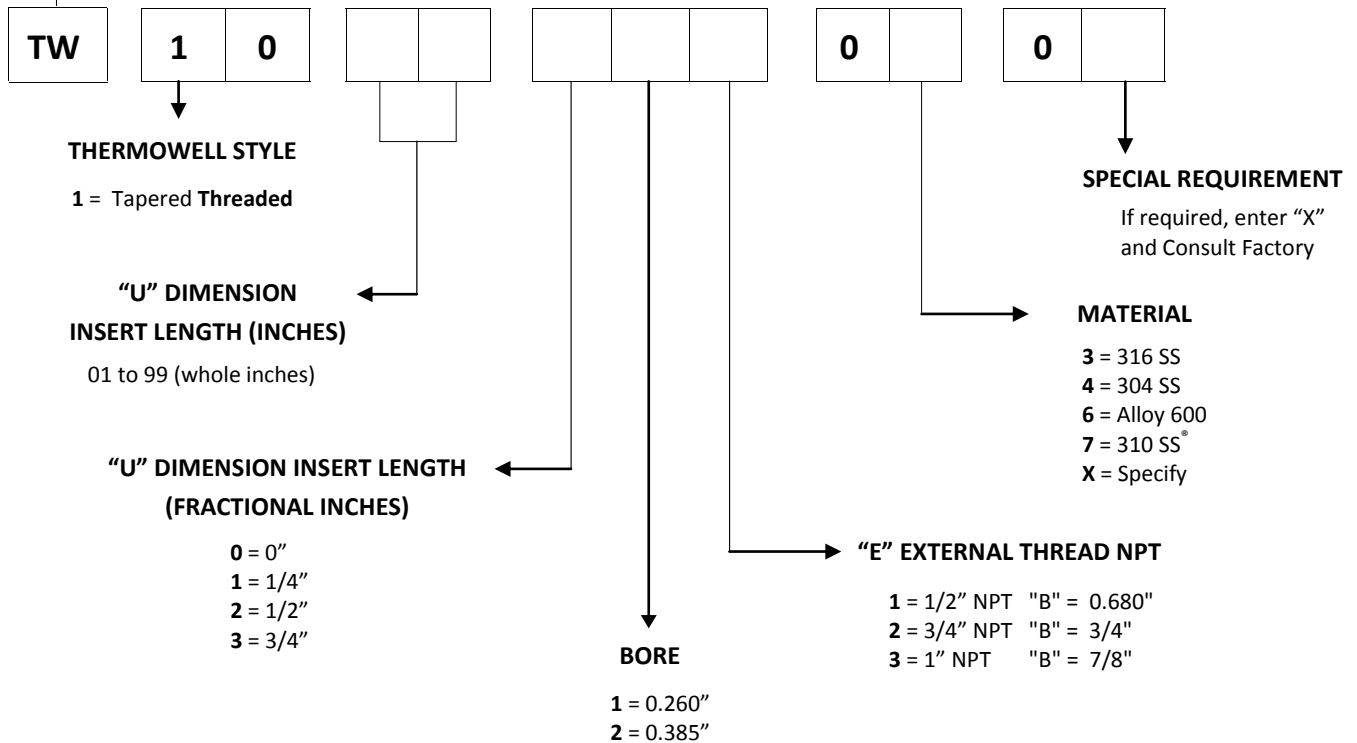 TW 1 0 0 0
THERMOWELL STYLE
1 = Tapered Threaded
“U” DIMENSION
INSERT LENGTH (INCHES)
01 to 99 (whole inches)
“U” DIMENSION INSERT LENGTH
(FRACTIONAL INCHES)
0 = 0”
1 = 1/4”
2 = 1/2”
3 = 3/4”
BORE
1 = 0.260”
2 = 0.385”
“E” EXTERNAL THREAD NPT
1 = 1/2” NPT "B" = 0.680"
2 = 3/4” NPT "B" = 3/4"
3 = 1” NPT "B" = 7/8"
MATERIAL
3 = 316 SS
4 = 304 SS
6 = Alloy 600
7 = 310 SS®
X = Specify
SPECIAL REQUIREMENT
If required, enter “X”
and Consult Factory